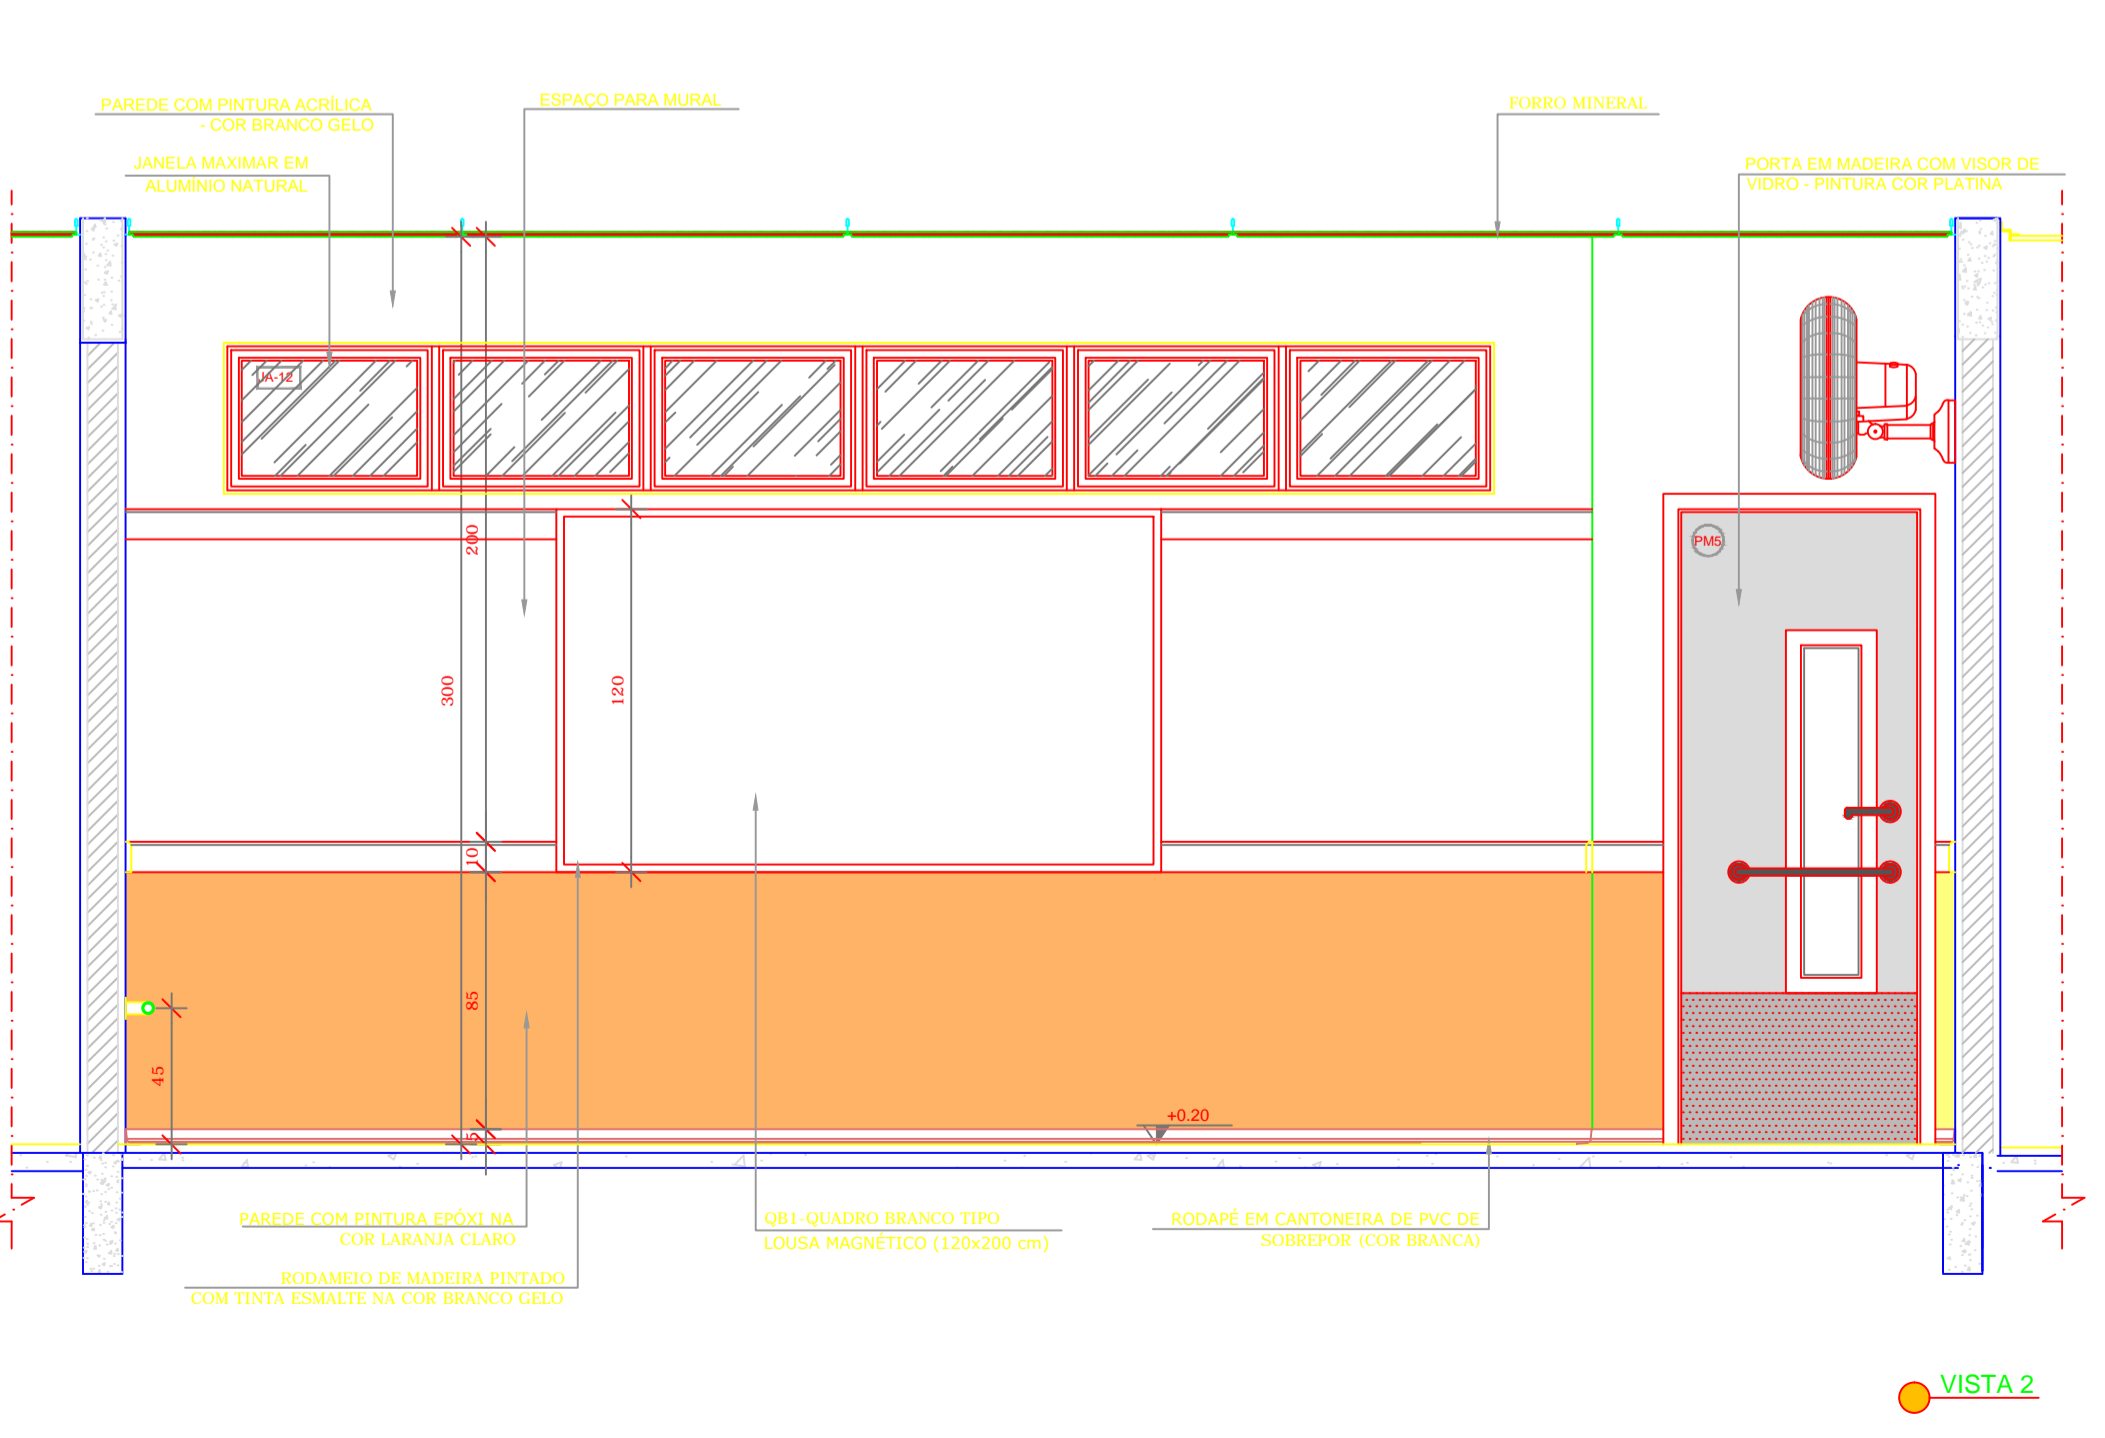 ESPAÇO PARA MURAL
PAREDE COM PINTURA ACRÍLICA
- COR BRANCO GELO
FORRO MINERAL
JANELA MAXIMAR EM
ALUMÍNIO NATURAL
PORTA EM MADEIRA COM VISOR DE
VIDRO - PINTURA COR PLATINA
JA-12
200
PM5
300
120
10
85
45
5
+0.20
PAREDE COM PINTURA EPÓXI NA
COR LARANJA CLARO
QB1-QUADRO BRANCO TIPO
LOUSA MAGNÉTICO (120x200 cm)
RODAPÉ EM CANTONEIRA DE PVC DE
SOBREPOR (COR BRANCA)
RODAMEIO DE MADEIRA PINTADO
COM TINTA ESMALTE NA COR BRANCO GELO
VISTA 2